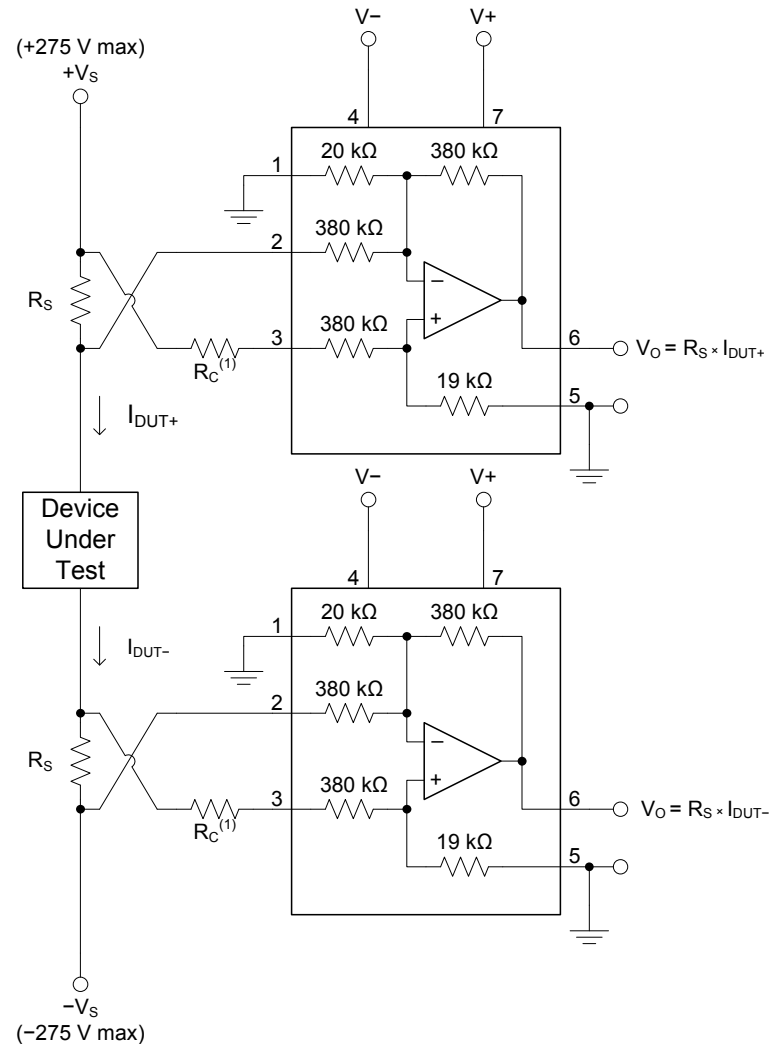 V− V+
(+275 V max)
+VS
4 7
20 kΩ 380 kΩ
1
380 kΩ
2
−
RS
+
380 kΩ
3 6 VO = RS × IDUT+
RC(1)
19 kΩ 5
IDUT+
V− V+
Device
Under
Test
4 7
20 kΩ 380 kΩ
1
IDUT−
380 kΩ
2
−
RS
+
380 kΩ
3 6 VO = RS × IDUT−
RC(1)
19 kΩ 5
−VS
(−275 V max)